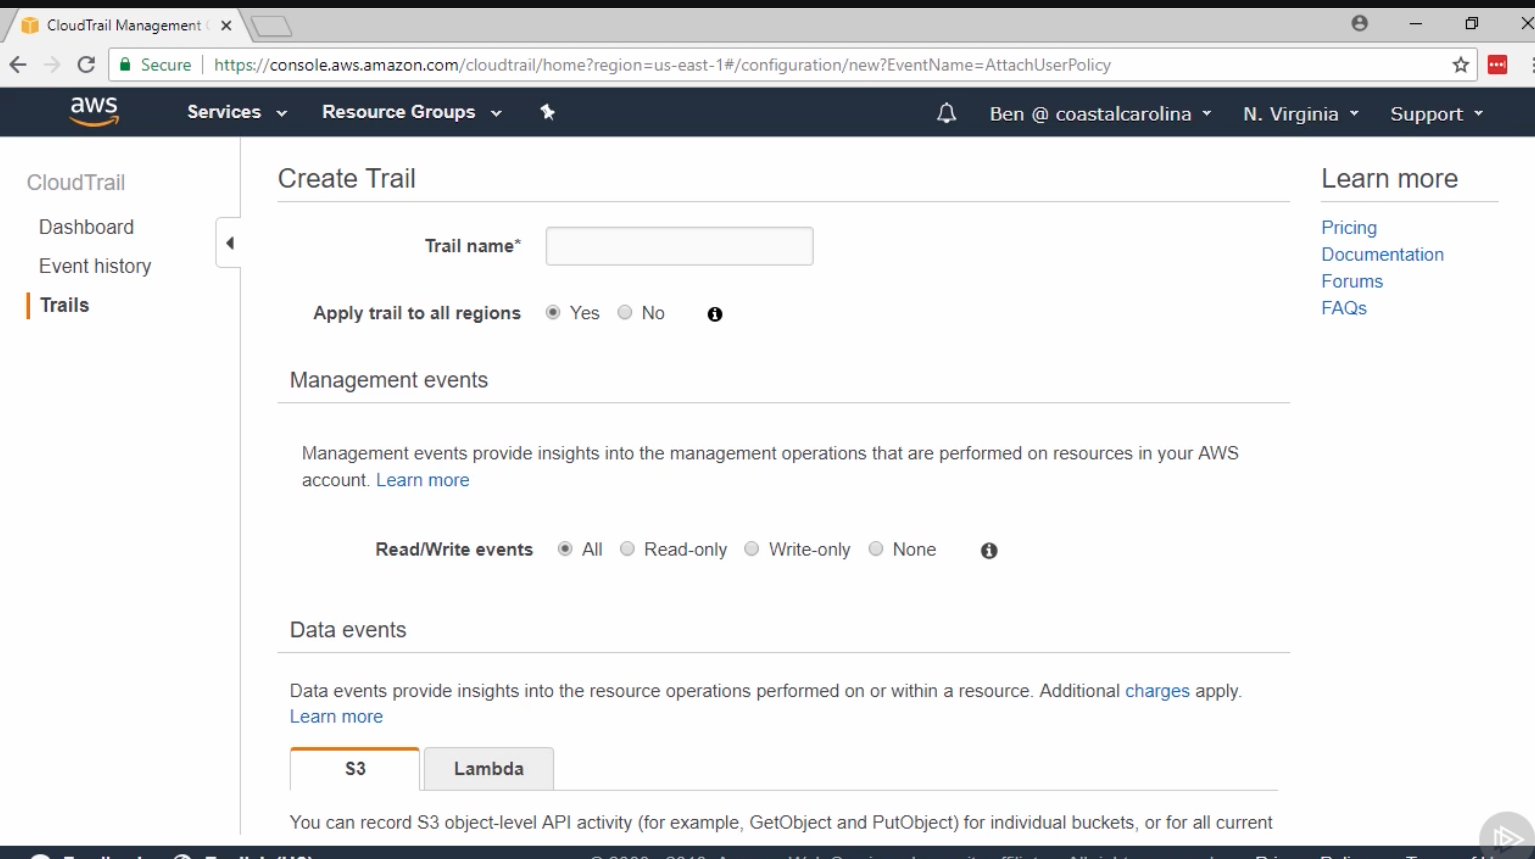 CloudTrail Management
Secure https://console.aws.amazon.com/cloudtrail/home?region=us-east-1#/configuration/new?EventName=AttachUserPolicy
aws Services Resource Groups Ben @ coastalcarolina N. Virginia Support
CloudTrail
Dashboard
Event history
Trails
Create Trail
Trail name*
Apply trail to all regions Yes No
Management events
Management events provide insights into the management operations that are performed on resources in your AWS
account. Learn more
Read/Write events All Read-only Write-only None
Data events
Data events provide insights into the resource operations performed on or within a resource. Additional charges apply.
Learn more
S3 Lambda
You can record S3 object-level API activity (for example, GetObject and PutObject) for individual buckets, or for all current
Learn more
Pricing
Documentation
Forums
FAQs